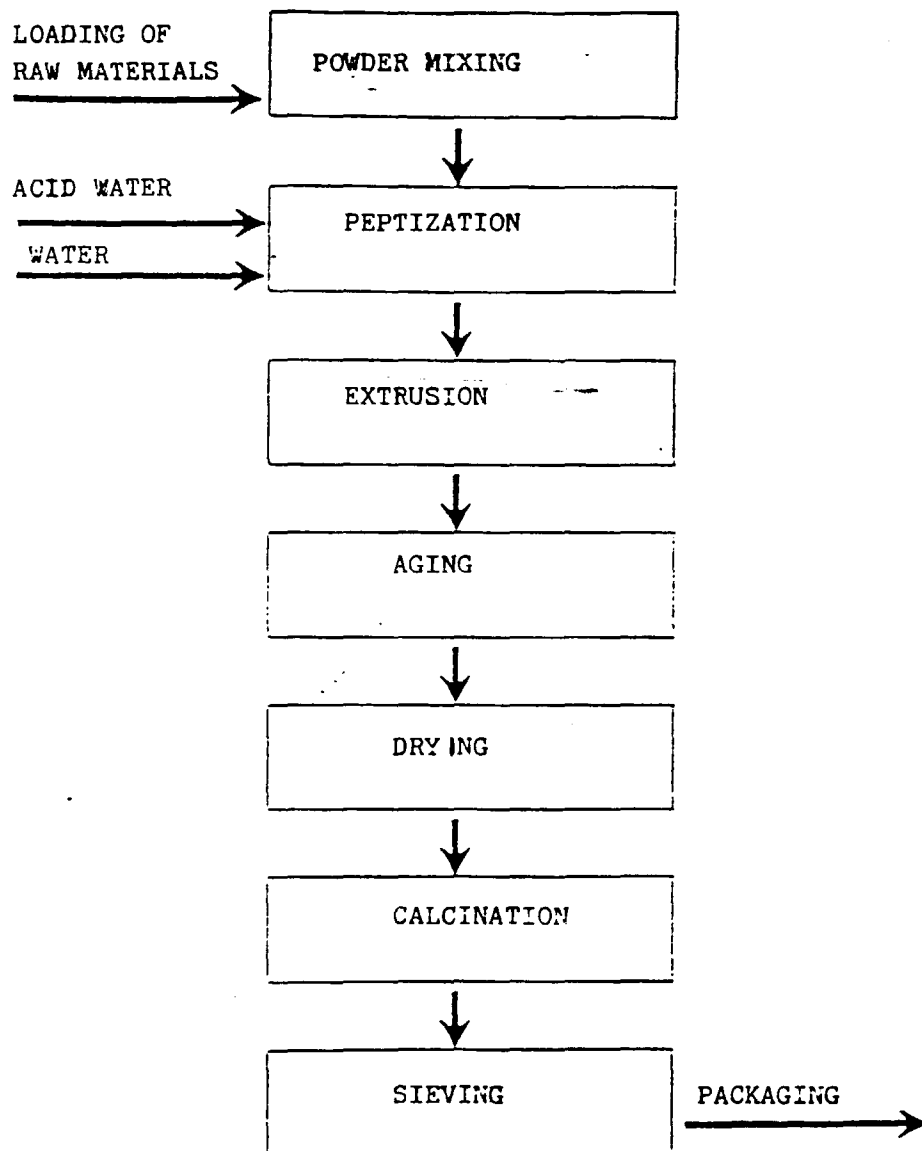 LOADING OF
RAW MATERIALS
POWDER MIXING
ACID WATER
WATER
PEPTIZATION
EXTRUSION
AGING
DRYING
CALCINATION
SIEVING
PACKAGING